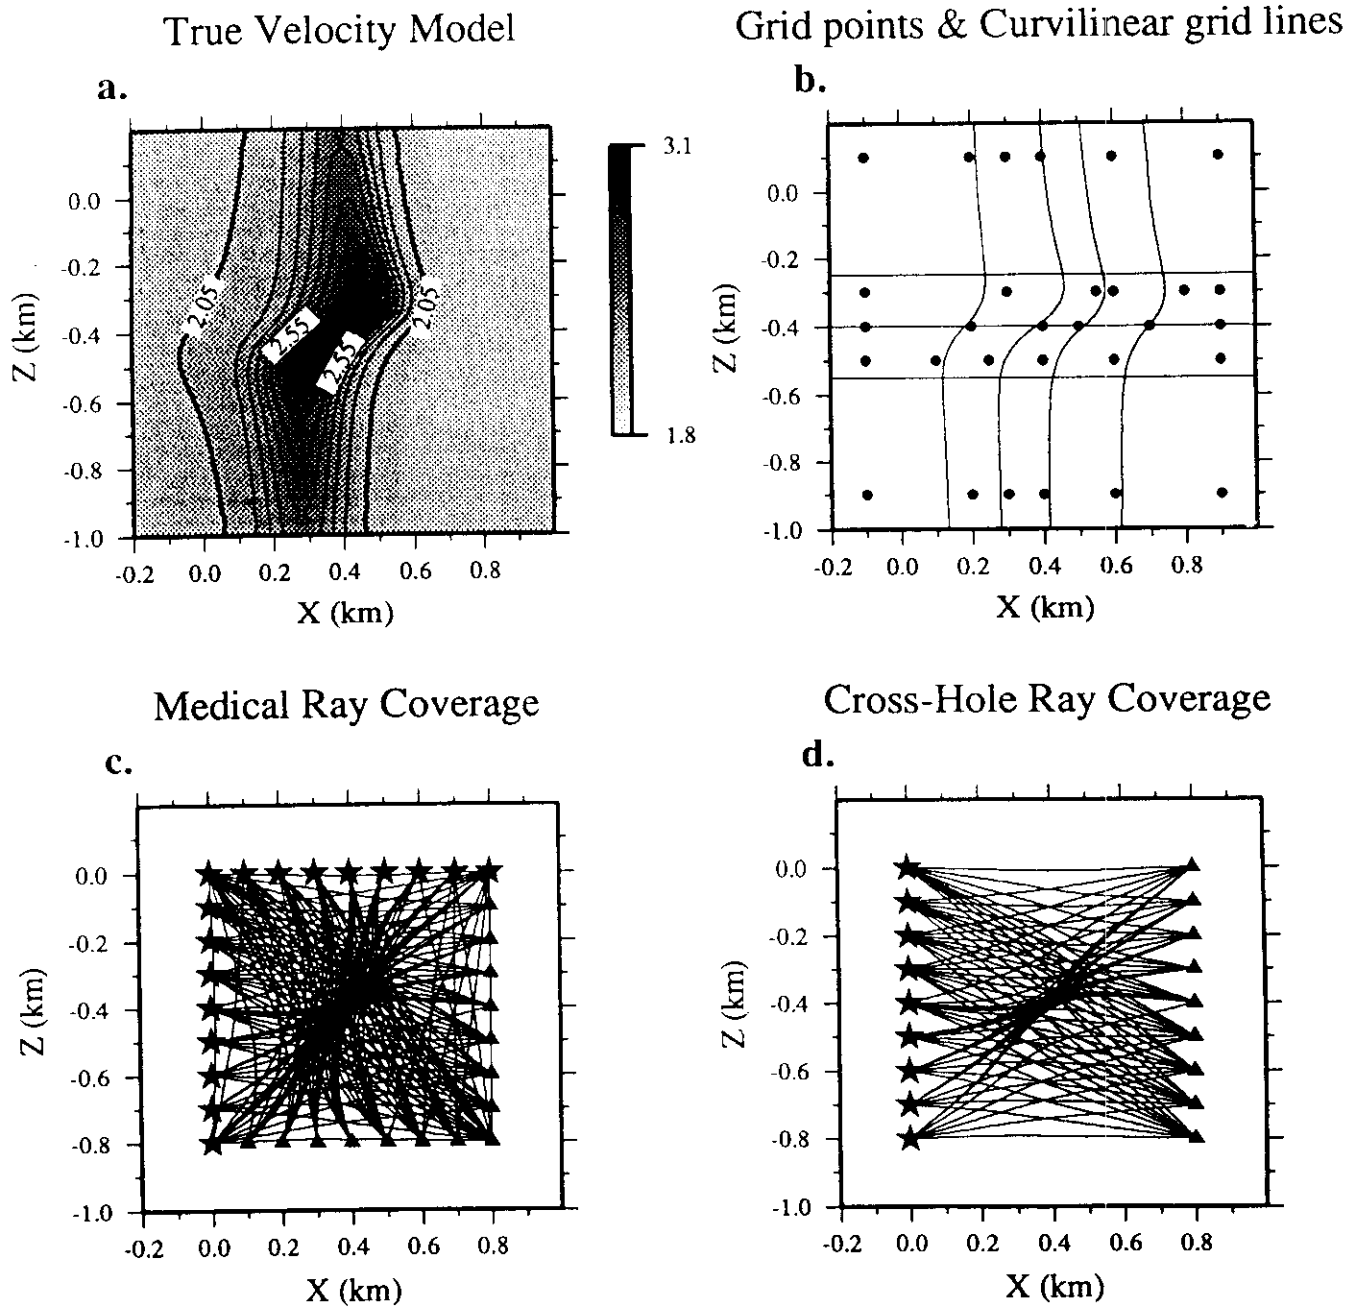 True Velocity Model
a.
0.0
-0.2
-0.4
-0.6
-0.8
-1.0
Z (km)
2.05
2.55
2.55
2.05
-0.2 0.0 0.2 0.4 0.6 0.8
X (km)
3.1
1.8
Grid points & Curvilinear grid lines
b.
0.0
-0.2
-0.4
-0.6
-0.8
-1.0
Z (km)
-0.2 0.0 0.2 0.4 0.6 0.8
X (km)
Medical Ray Coverage
c.
0.0
-0.2
-0.4
-0.6
-0.8
-1.0
Z (km)
-0.2 0.0 0.2 0.4 0.6 0.8
X (km)
Cross-Hole Ray Coverage
d.
0.0
-0.2
-0.4
-0.6
-0.8
-1.0
Z (km)
-0.2 0.0 0.2 0.4 0.6 0.8
X (km)